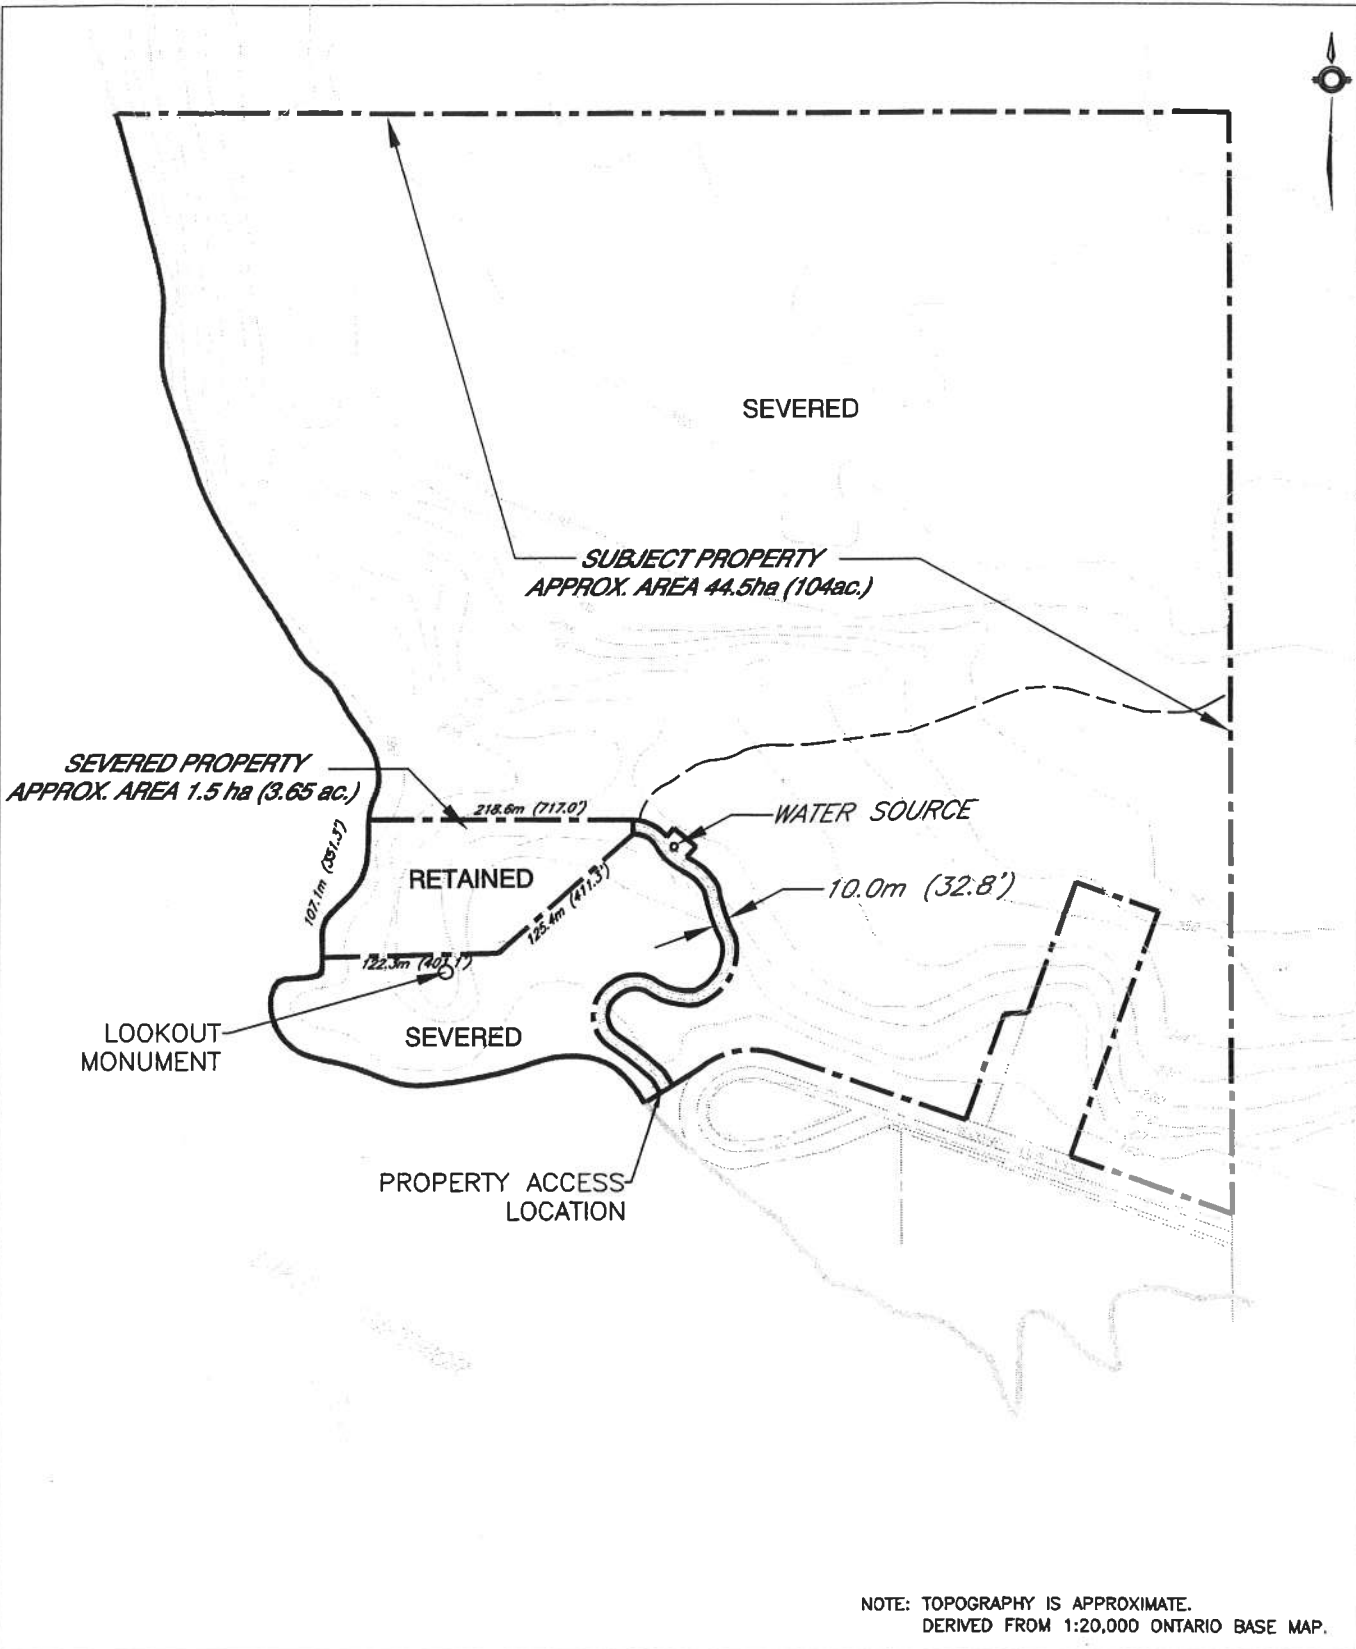 SEVERED
SUBJECT PROPERTY
APPROX. AREA 44.5ha (104ac.)
SEVERED PROPERTY
APPROX. AREA 1.5 ha (3.65 ac.)
218.6m (717.0')
WATER SOURCE
107.1m (351.3')
RETAINED
125.4m (411.3')
10.0m (32.8')
122.3m (401.1')
LOOKOUT
MONUMENT
SEVERED
PROPERTY ACCESS
LOCATION
NOTE: TOPOGRAPHY IS APPROXIMATE.
DERIVED FROM 1:20,000 ONTARIO BASE MAP.